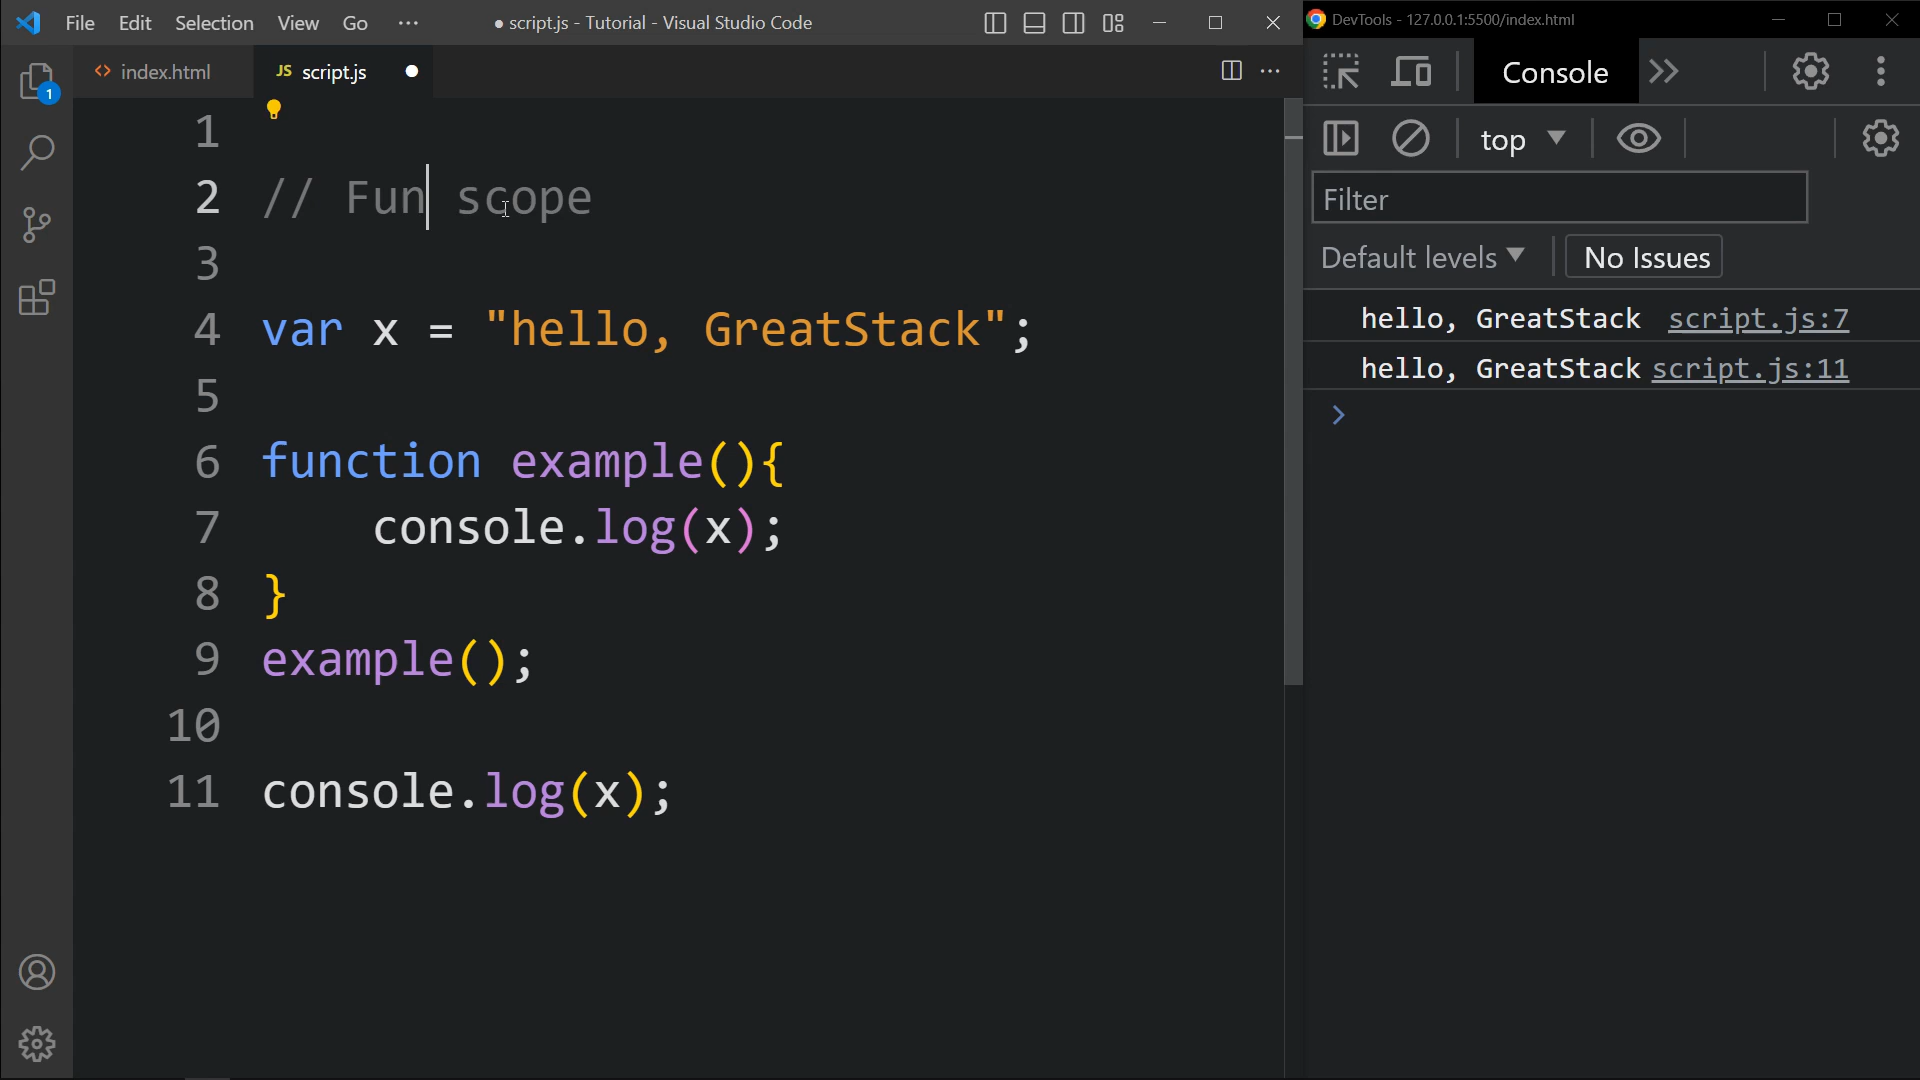 File Edit Selection View Go ··· ● script.js - Tutorial - Visual Studio Code
DevTools - 127.0.0.1:5500/index.html
<> index.html JS script.js
1
Console
top
Filter
Default levels No Issues
hello, GreatStack script.js:7
hello, GreatStack script.js:11
>
1
2 // Fun scope
3
4 var x = "hello, GreatStack";
5
6 function example(){
7 console.log(x);
8 }
9 example();
10
11 console.log(x);